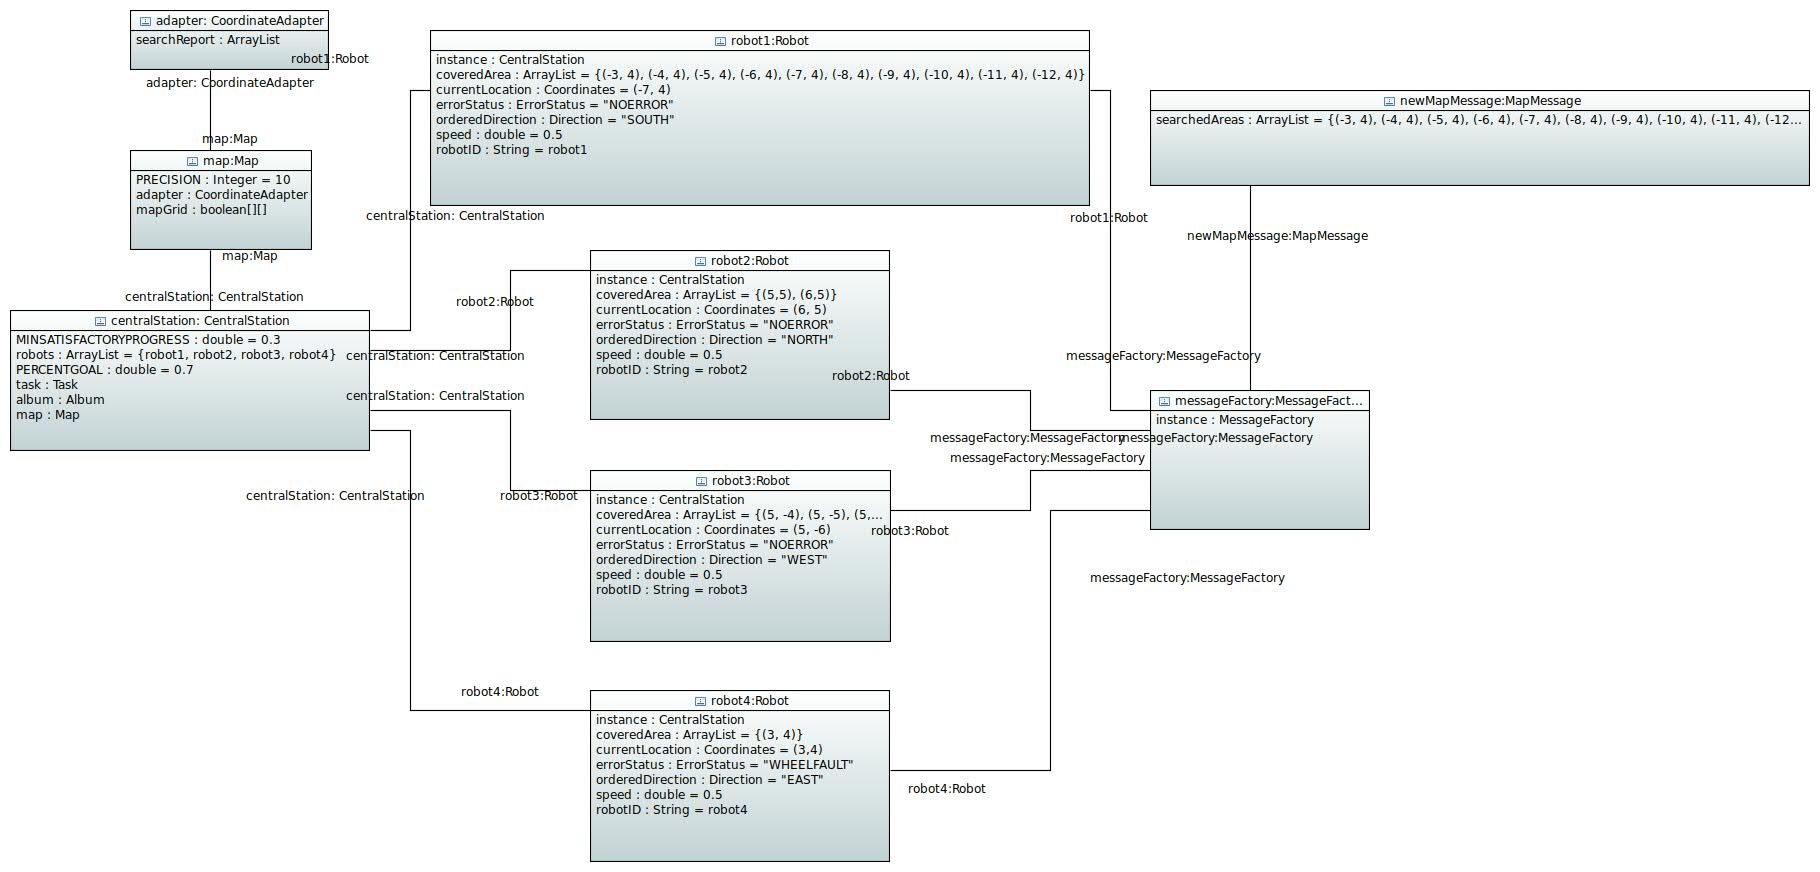 adapter: CoordinateAdapter
searchReport : ArrayList
robot1:Robot
adapter: CoordinateAdapter
map:Map
map:Map
PRECISION : Integer = 10
adapter : CoordinateAdapter
mapGrid : boolean[][]
map:Map
centralStation: CentralStation
centralStation: CentralStation
MINSATISFACTORYPROGRESS : double = 0.3
robots : ArrayList = {robot1, robot2, robot3, robot4}
PERCENTGOAL : double = 0.7
task : Task
album : Album
map : Map
robot1:Robot
instance : CentralStation
coveredArea : ArrayList = {(-3, 4), (-4, 4), (-5, 4), (-6, 4), (-7, 4), (-8, 4), (-9, 4), (-10, 4), (-11, 4), (-12, 4)}
currentLocation : Coordinates = (-7, 4)
errorStatus : ErrorStatus = "NOERROR"
orderedDirection : Direction = "SOUTH"
speed : double = 0.5
robotID : String = robot1
centralStation: CentralStation
robot1:Robot
newMapMessage:MapMessage
searchedAreas : ArrayList = {(-3, 4), (-4, 4), (-5, 4), (-6, 4), (-7, 4), (-8, 4), (-9, 4), (-10, 4), (-11, 4), (-12...
newMapMessage:MapMessage
robot2:Robot
robot2:Robot
instance : CentralStation
coveredArea : ArrayList = {(5,5), (6,5)}
currentLocation : Coordinates = (6, 5)
errorStatus : ErrorStatus = "NOERROR"
orderedDirection : Direction = "NORTH"
speed : double = 0.5
robotID : String = robot2
centralStation: CentralStation
centralStation: CentralStation
robot2:Robot
messageFactory:MessageFactory
messageFactory:MessageFact...
instance : MessageFactory
messageFactory:MessageFactory
messageFactory:MessageFactory
messageFactory:MessageFactory
centralStation: CentralStation
robot3:Robot
robot3:Robot
instance : CentralStation
coveredArea : ArrayList = {(5, -4), (5, -5), (5,...
currentLocation : Coordinates = (5, -6)
errorStatus : ErrorStatus = "NOERROR"
orderedDirection : Direction = "WEST"
speed : double = 0.5
robotID : String = robot3
robot3:Robot
messageFactory:MessageFactory
robot4:Robot
robot4:Robot
instance : CentralStation
coveredArea : ArrayList = {(3, 4)}
currentLocation : Coordinates = (3,4)
errorStatus : ErrorStatus = "WHEELFAULT"
orderedDirection : Direction = "EAST"
speed : double = 0.5
robotID : String = robot4
robot4:Robot